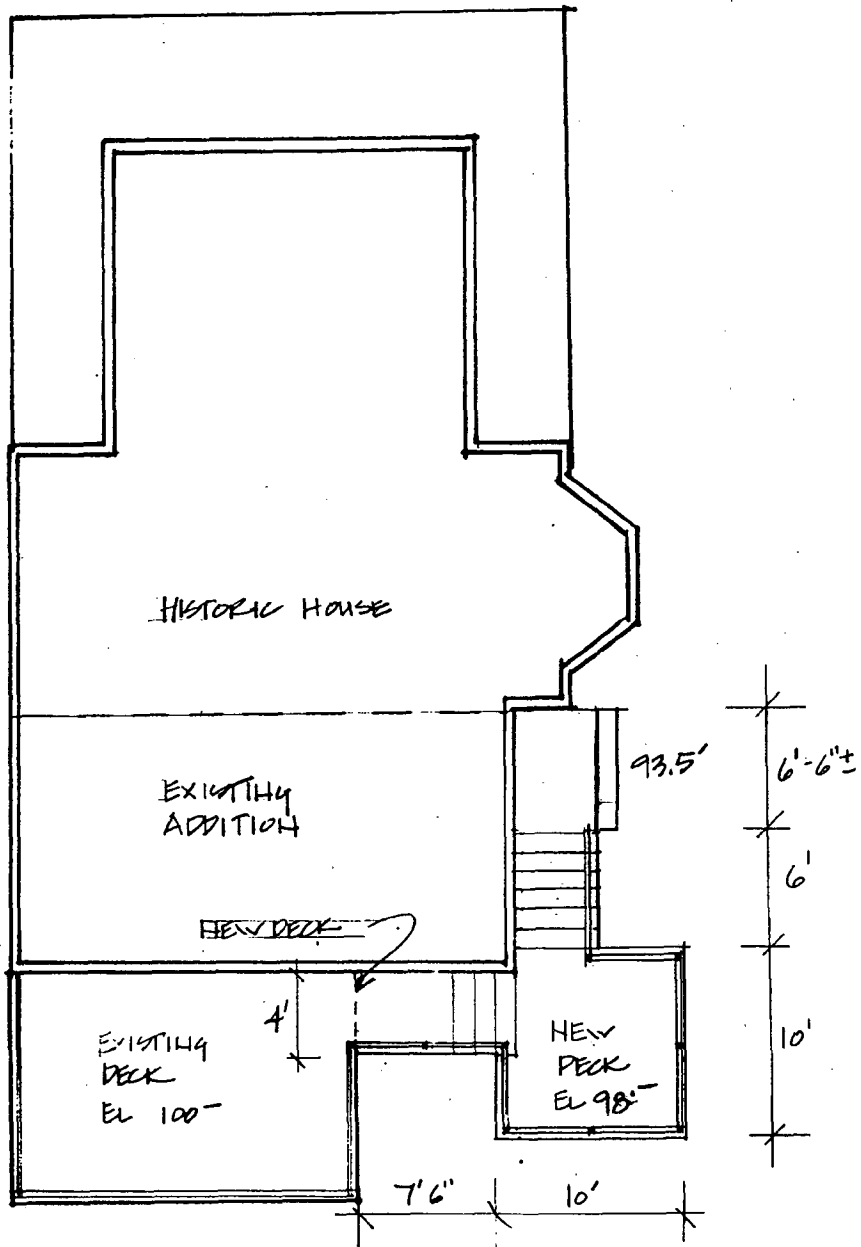 HISTORIC HOUSE
93.5'
6'-6"±
EXISTING
ADDITION
6'
NEW DECK
4'
EXISTING
DECK
EL 100-
NEW
DECK
EL 98'-
10'
7'6"
10'